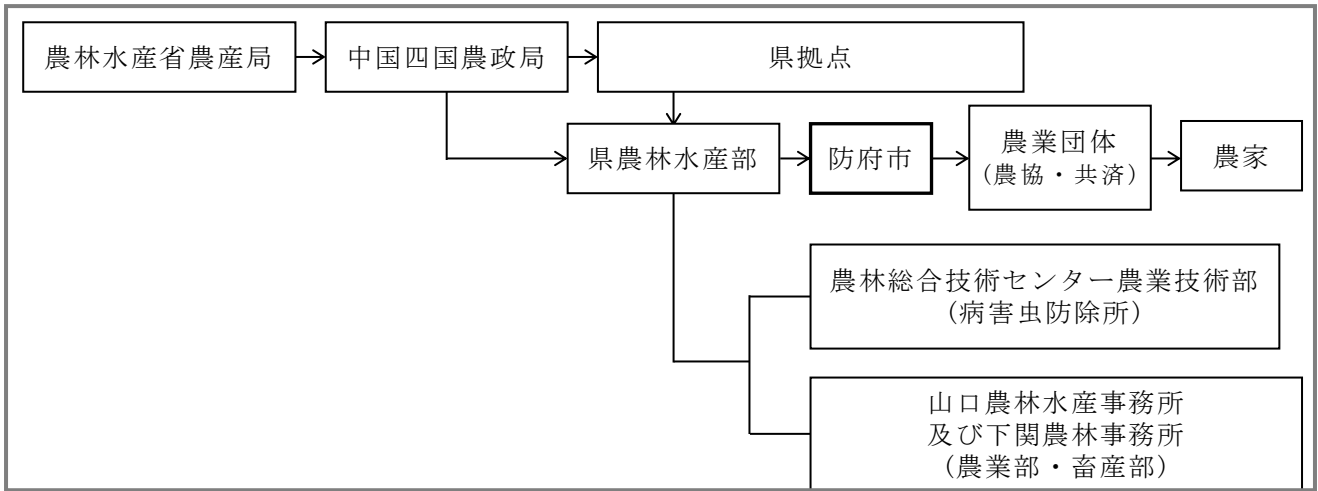 農林水産省農産局
中国四国農政局
県拠点
県農林水産部
防府市
農業団体
(農協・共済)
農家
農林総合技術センター農業技術部
(病害虫防除所)
山口農林水産事務所
及び下関農林事務所
(農業部・畜産部)